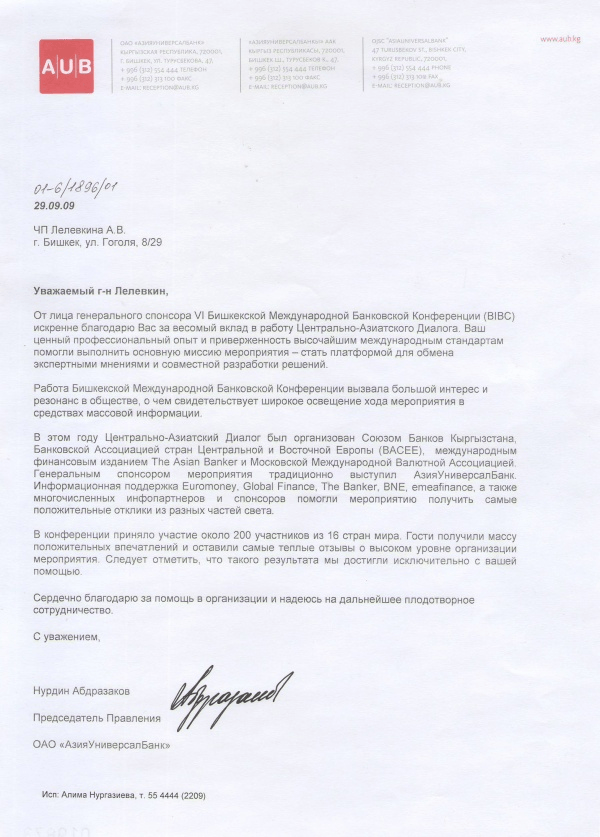 AUB
ОАО «АЗИЯУНИВЕРСАЛБАНК»
КЫРГЫЗСКАЯ РЕСПУБЛИКА, 720001,
Г. БИШКЕК, УЛ. ТУРУСБЕКОВА, 47,
+ 996 (312) 554 444 ТЕЛЕФОН
+ 996 (312) 313 100 ФАКС
E-MAIL: RECEPTION@AUB.KG
«АЗИЯУНИВЕРСАЛБАНКЫ» ААК
КЫРГЫЗ РЕСПУБЛИКАСЫ, 720001,
БИШКЕК Ш., ТУРУСБЕКОВ К., 47,
+ 996 (312) 554 444 ТЕЛЕФОН
+ 996 (312) 313 100 ФАКС
E-MAIL: RECEPTION@AUB.KG
OJSC "ASIAUNIVERSALBANK"
47 TURUSBEKOV ST., BISHKEK CITY,
KYRGYZ REPUBLIC, 720001,
+ 996 (312) 554 444 PHONE
+ 996 (312) 313 100 FAX
E-MAIL: RECEPTION@AUB.KG
www.aub.kg
01-6/1896/01
29.09.09
ЧП Лелевкина А.В.
г. Бишкек, ул. Гоголя, 8/29
Уважаемый г-н Лелевкин,
От лица генерального спонсора VI Бишкекской Международной Банковской Конференции (BIBC)
искренне благодарю Вас за весомый вклад в работу Центрально-Азиатского Диалога. Ваш
ценный профессиональный опыт и приверженность высочайшим международным стандартам
помогли выполнить основную миссию мероприятия – стать платформой для обмена
экспертными мнениями и совместной разработки решений.
Работа Бишкекской Международной Банковской Конференции вызвала большой интерес и
резонанс в обществе, о чем свидетельствует широкое освещение хода мероприятия в
средствах массовой информации.
В этом году Центрально-Азиатский Диалог был организован Союзом Банков Кыргызстана,
Банковской Ассоциацией стран Центральной и Восточной Европы (BACEE), международным
финансовым изданием The Asian Banker и Московской Международной Валютной Ассоциацией.
Генеральным спонсором мероприятия традиционно выступил АзияУниверсалБанк.
Информационная поддержка Euromoney, Global Finance, The Banker, BNE, emeafinance, а также
многочисленных инфопартнеров и спонсоров помогли мероприятию получить самые
положительные отклики из разных частей света.
В конференции приняло участие около 200 участников из 16 стран мира. Гости получили массу
положительных впечатлений и оставили самые теплые отзывы о высоком уровне организации
мероприятия. Следует отметить, что такого результата мы достигли исключительно с вашей
помощью.
Сердечно благодарю за помощь в организации и надеюсь на дальнейшее плодотворное
сотрудничество.
С уважением,
Нурдин Абдразаков
Председатель Правления
ОАО «АзияУниверсалБанк»
Исп: Алима Нургазиева, т. 55 4444 (2209)